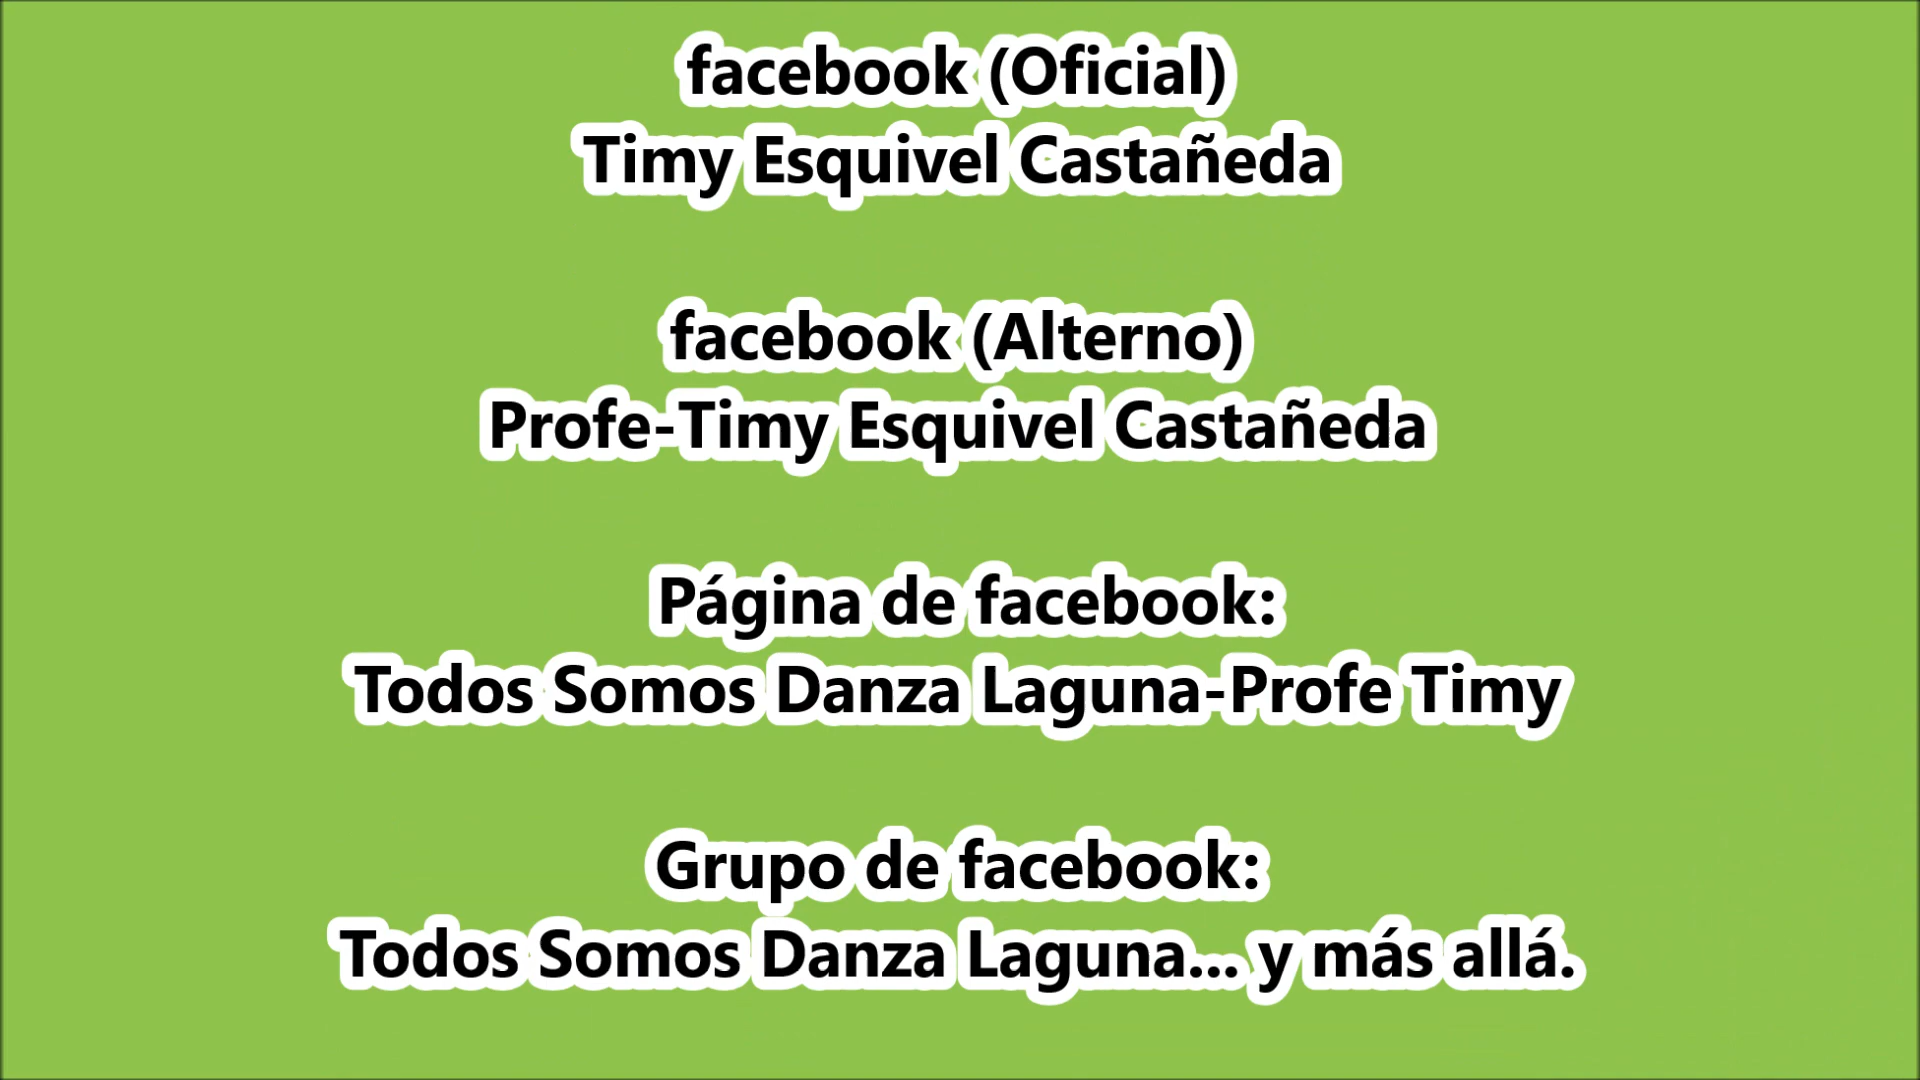 facebook (Oficial)
Timy Esquivel Castañeda
facebook (Alterno)
Profe-Timy Esquivel Castañeda
Página de facebook:
Todos Somos Danza Laguna-Profe Timy
Grupo de facebook:
Todos Somos Danza Laguna... y más allá.